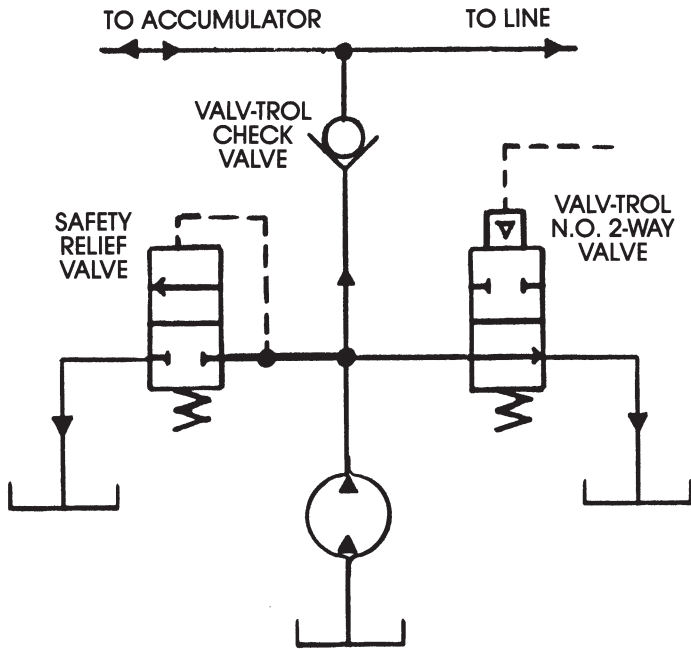 TO ACCUMULATOR
TO LINE
VALV-TROL
CHECK
VALVE
SAFETY
RELIEF
VALVE
VALV-TROL
N.O. 2-WAY
VALVE